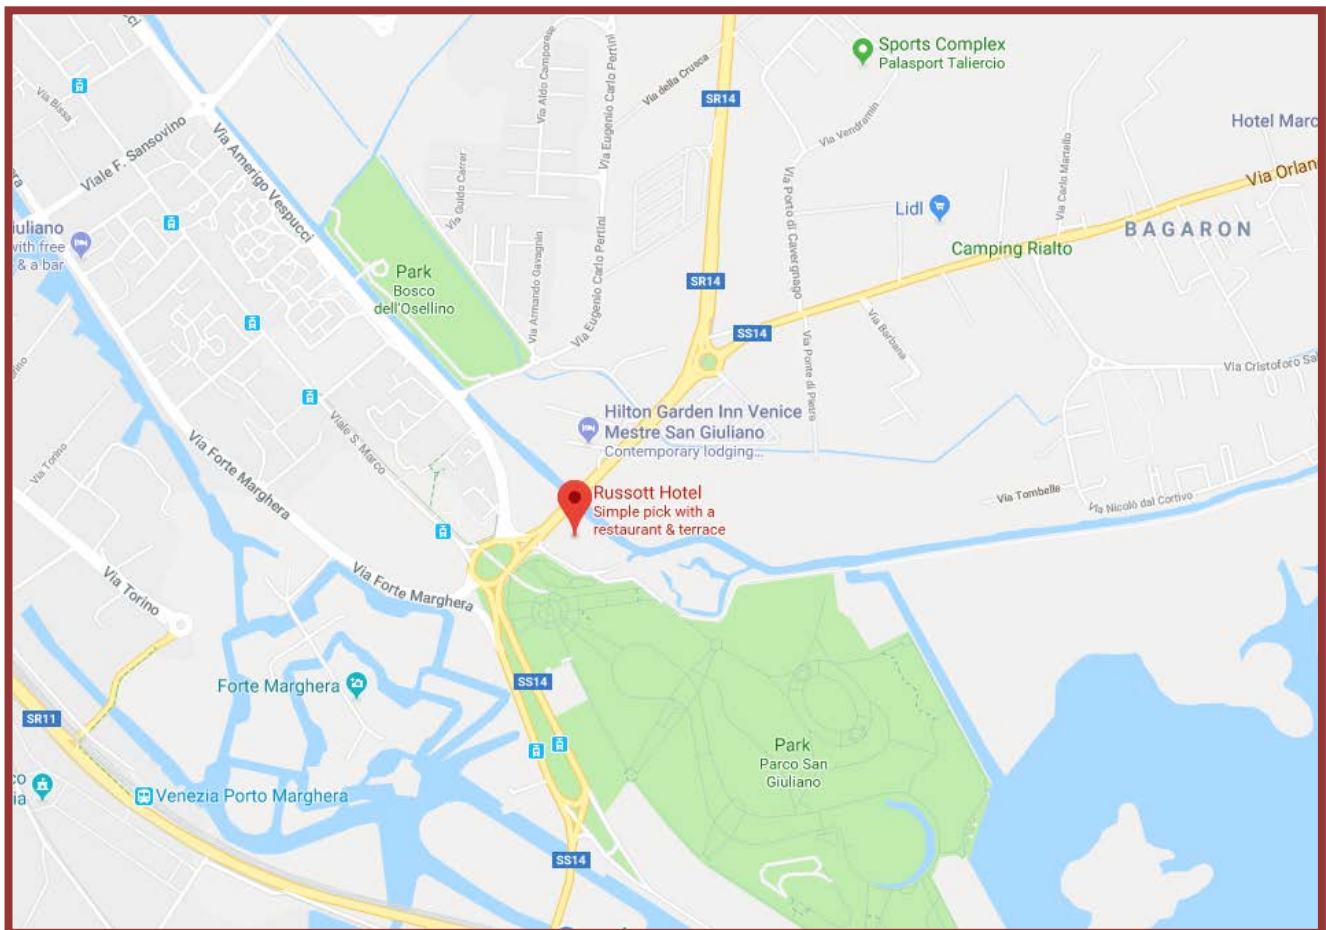 Via Bissa
Viale F. Sansovino
Via Amerigo Vespucci
Via Aldo Camporese
Via Eugenio Carlo Pertini
Via della Crusca
SR14
Sports Complex
Palasport Taliercio
Via Vendramin
Hotel Marc
Via Orlan
Via Carlo Martello
Via Porto di Cavergnago
Lidl
BAGARON
Camping Rialto
iuliano
with free
& a bar
Via Guido Carrer
Park
Bosco
dell'Osellino
Via Armando Gavagnin
Via Eugenio Carlo Pertini
SR14
SS14
Via Barbana
Via Ponte di Pietra
Via Cristoforo Sa
Hilton Garden Inn Venice
Mestre San Giuliano
Contemporary lodging...
Viale S. Marco
Via Forte Marghera
Via Torino
Russott Hotel
Simple pick with a
restaurant & terrace
Via Tombelle
Via Nicolò dal Cortivo
Via Torino
Via Forte Marghera
Forte Marghera
SS14
SR11
Park
Parco San
Giuliano
Venezia Porto Marghera
SS14